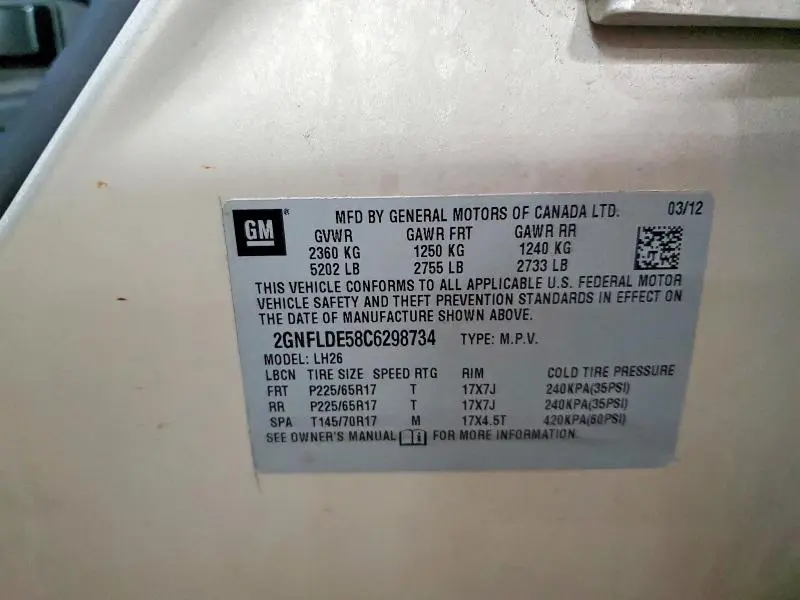 GM ® MFD BY GENERAL MOTORS OF CANADA LTD. 03/12
GVWR GAWR FRT GAWR RR
2360 KG 1250 KG 1240 KG
5202 LB 2755 LB 2733 LB
THIS VEHICLE CONFORMS TO ALL APPLICABLE U.S. FEDERAL MOTOR
VEHICLE SAFETY AND THEFT PREVENTION STANDARDS IN EFFECT ON
THE DATE OF MANUFACTURE SHOWN ABOVE.
2GNFLDE58C6298734 TYPE: M.P.V.
MODEL: LH26
LBCN TIRE SIZE SPEED RTG RIM COLD TIRE PRESSURE
FRT P225/65R17 T 17X7J 240KPA(35PSI)
RR P225/65R17 T 17X7J 240KPA(35PSI)
SPA T145/70R17 M 17X4.5T 420KPA(60PSI)
SEE OWNER'S MANUAL FOR MORE INFORMATION.